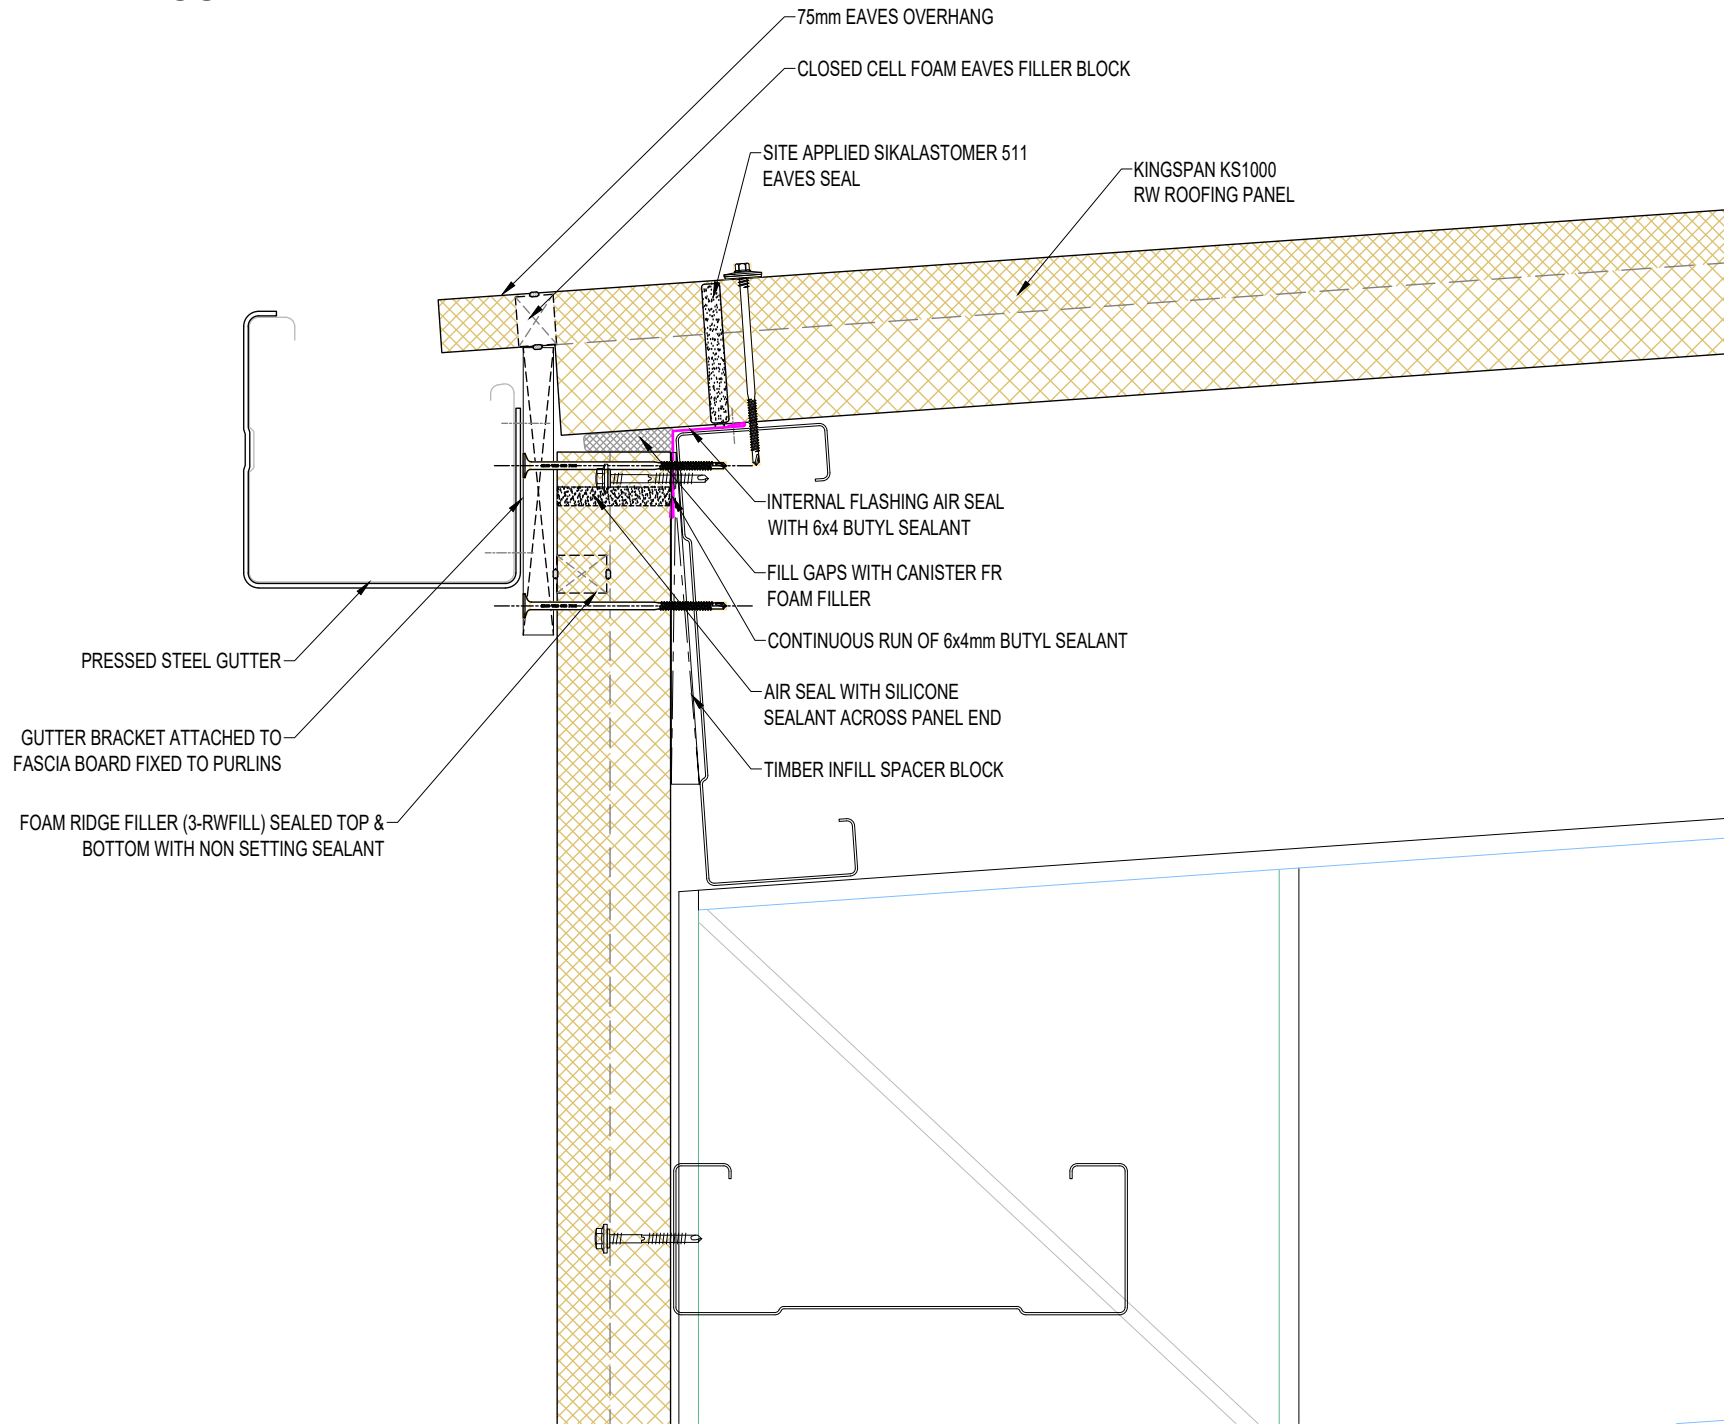 75mm EAVES OVERHANG
CLOSED CELL FOAM EAVES FILLER BLOCK
SITE APPLIED SIKALASTOMER 511
EAVES SEAL
KINGSPAN KS1000
RW ROOFING PANEL
INTERNAL FLASHING AIR SEAL
WITH 6x4 BUTYL SEALANT
FILL GAPS WITH CANISTER FR
FOAM FILLER
CONTINUOUS RUN OF 6x4mm BUTYL SEALANT
AIR SEAL WITH SILICONE
SEALANT ACROSS PANEL END
TIMBER INFILL SPACER BLOCK
PRESSED STEEL GUTTER
GUTTER BRACKET ATTACHED TO
FASCIA BOARD FIXED TO PURLINS
FOAM RIDGE FILLER (3-RWFILL) SEALED TOP &
BOTTOM WITH NON SETTING SEALANT